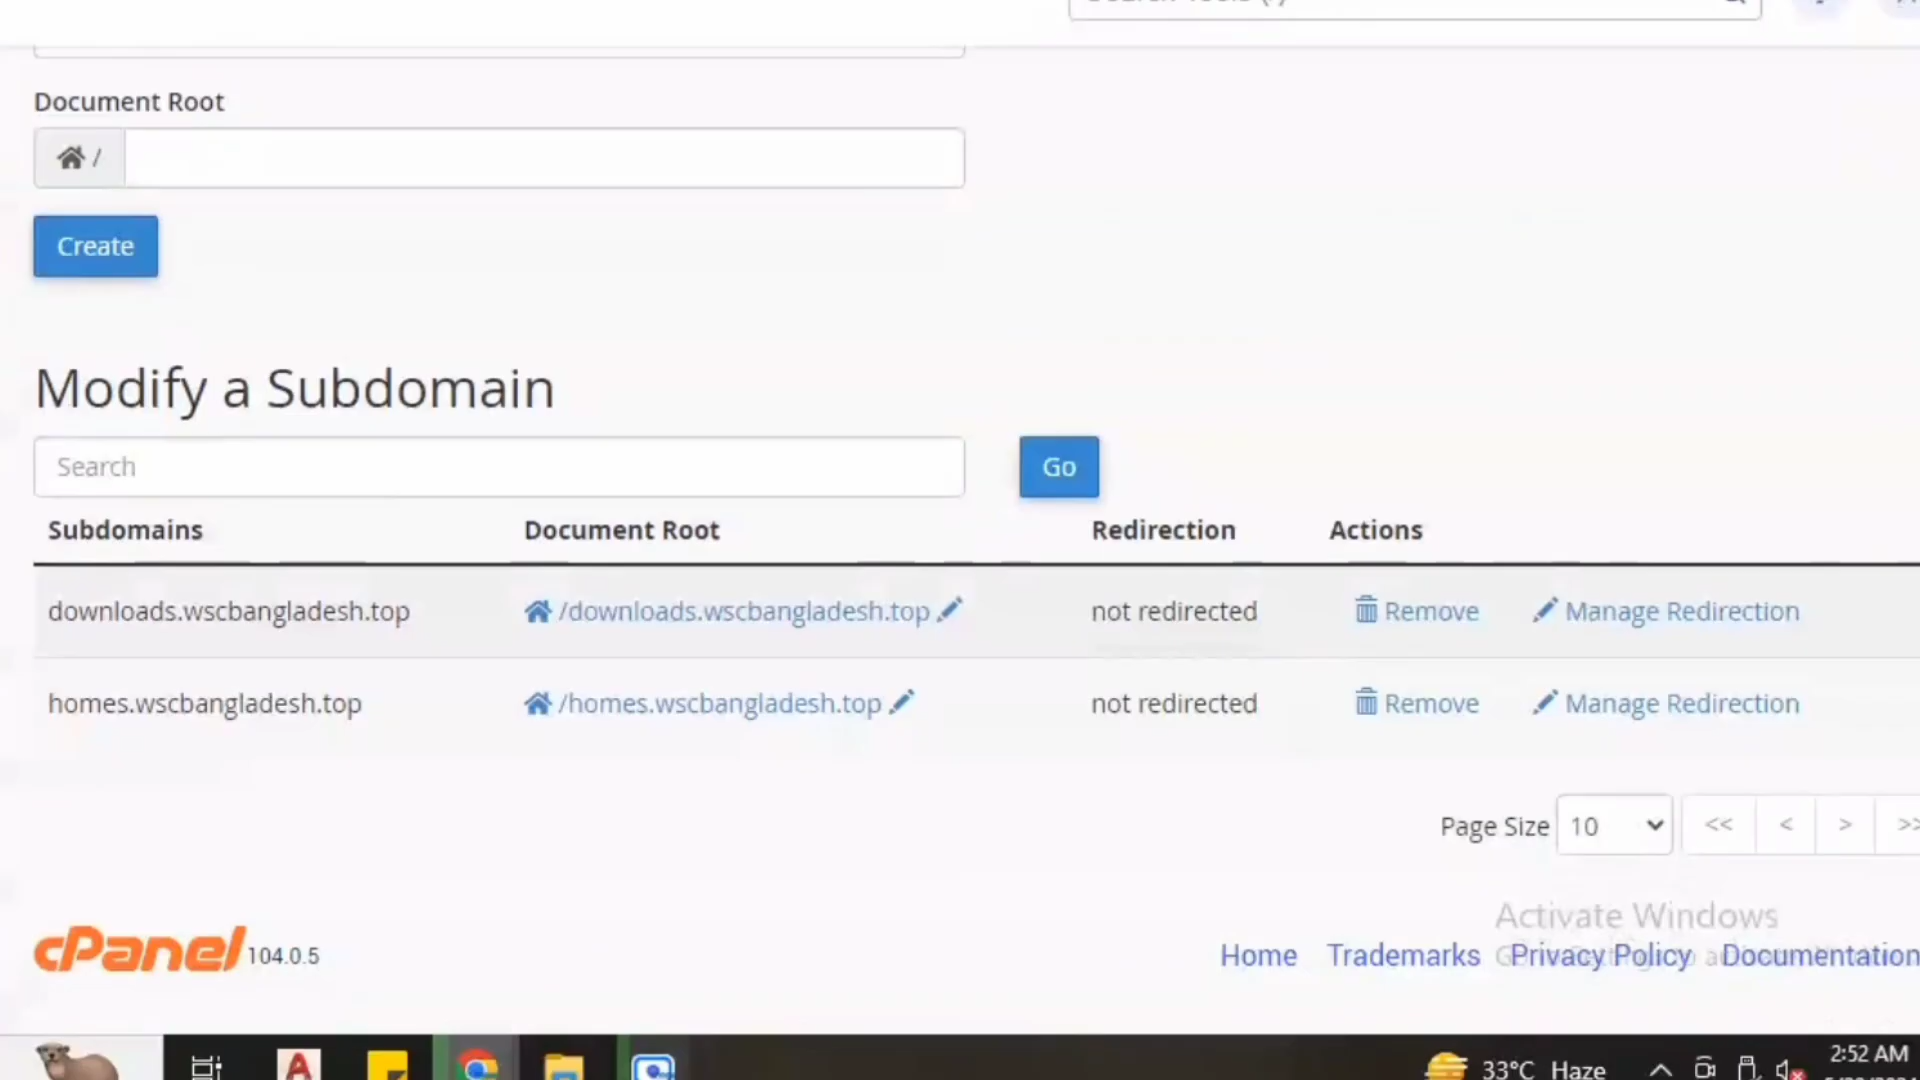 Document Root
/
Create
Modify a Subdomain
Search
Go
Subdomains Document Root Redirection Actions
downloads.wscbangladesh.top /downloads.wscbangladesh.top not redirected Remove Manage Redirection
homes.wscbangladesh.top /homes.wscbangladesh.top not redirected Remove Manage Redirection
Page Size 10 << < > >>
Activate Windows
cPanel 104.0.5 Home Trademarks Privacy Policy Documentation
33°C Haze 2:52 AM